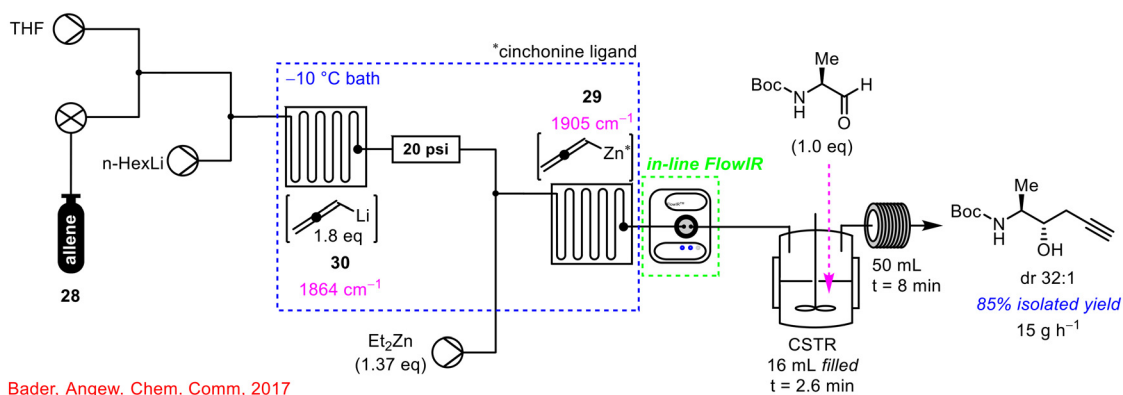 THF
n-HexLi
allene
28
*cinchonine ligand
−10 °C bath
20 psi
Li
1.8 eq
30
1864 cm⁻¹
29
1905 cm⁻¹
Zn*
in-line FlowIR
Et₂Zn
(1.37 eq)
Me
BocN
H
H
O
(1.0 eq)
CSTR
16 mL filled
t = 2.6 min
50 mL
t = 8 min
Me
BocN
H
OH
dr 32:1
85% isolated yield
15 g h⁻¹
Bader. Angew. Chem. Comm. 2017